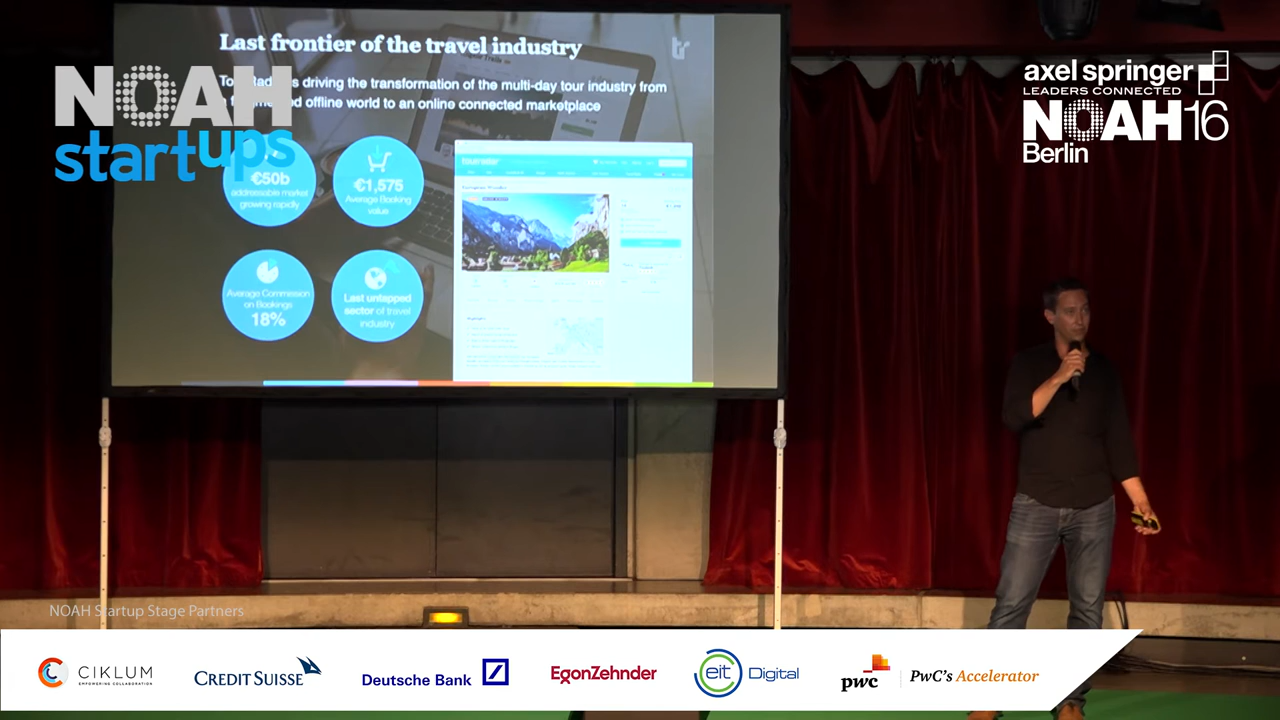 Last frontier of the travel industry
tr
s driving the transformation of the multi-day tour industry from
offline world to an online connected marketplace
NOAH
startups
€50b
addressable market
growing rapidly
€1,575
Average Booking
value
Average Commission
on Bookings
18%
Last untapped
sector of travel
industry
axel springer
LEADERS CONNECTED
NOAH16
Berlin
NOAH Startup Stage Partners
CIKLUM
EMPOWERING COLLABORATION
CREDIT SUISSE
Deutsche Bank
EgonZehnder
eit Digital
pwc
PwC's Accelerator